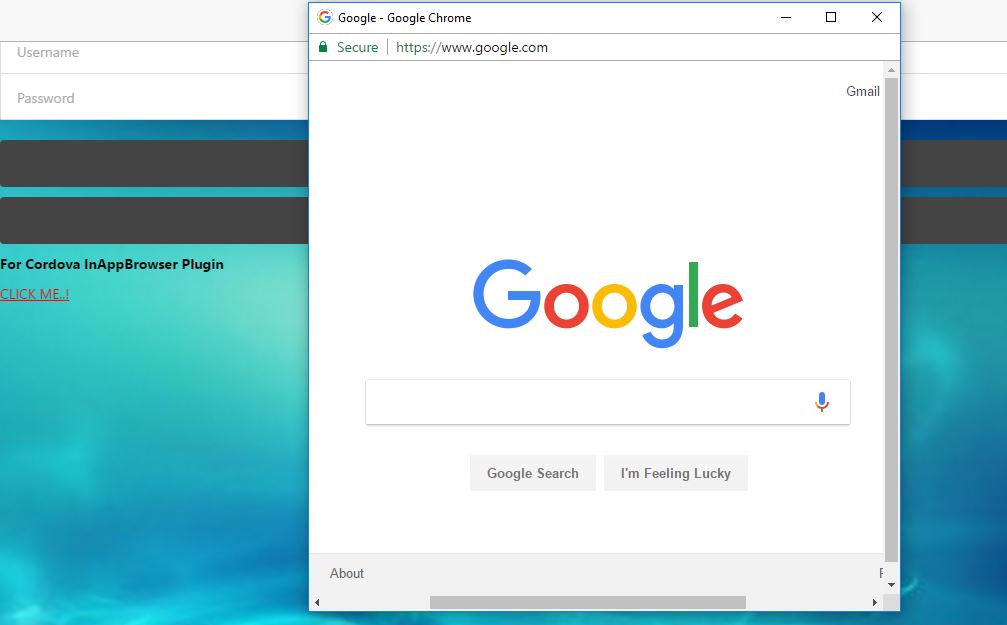 Google - Google Chrome
Secure https://www.google.com
Username
Password
For Cordova InAppBrowser Plugin
CLICK ME..!
Gmail
Google
Google Search I'm Feeling Lucky
About